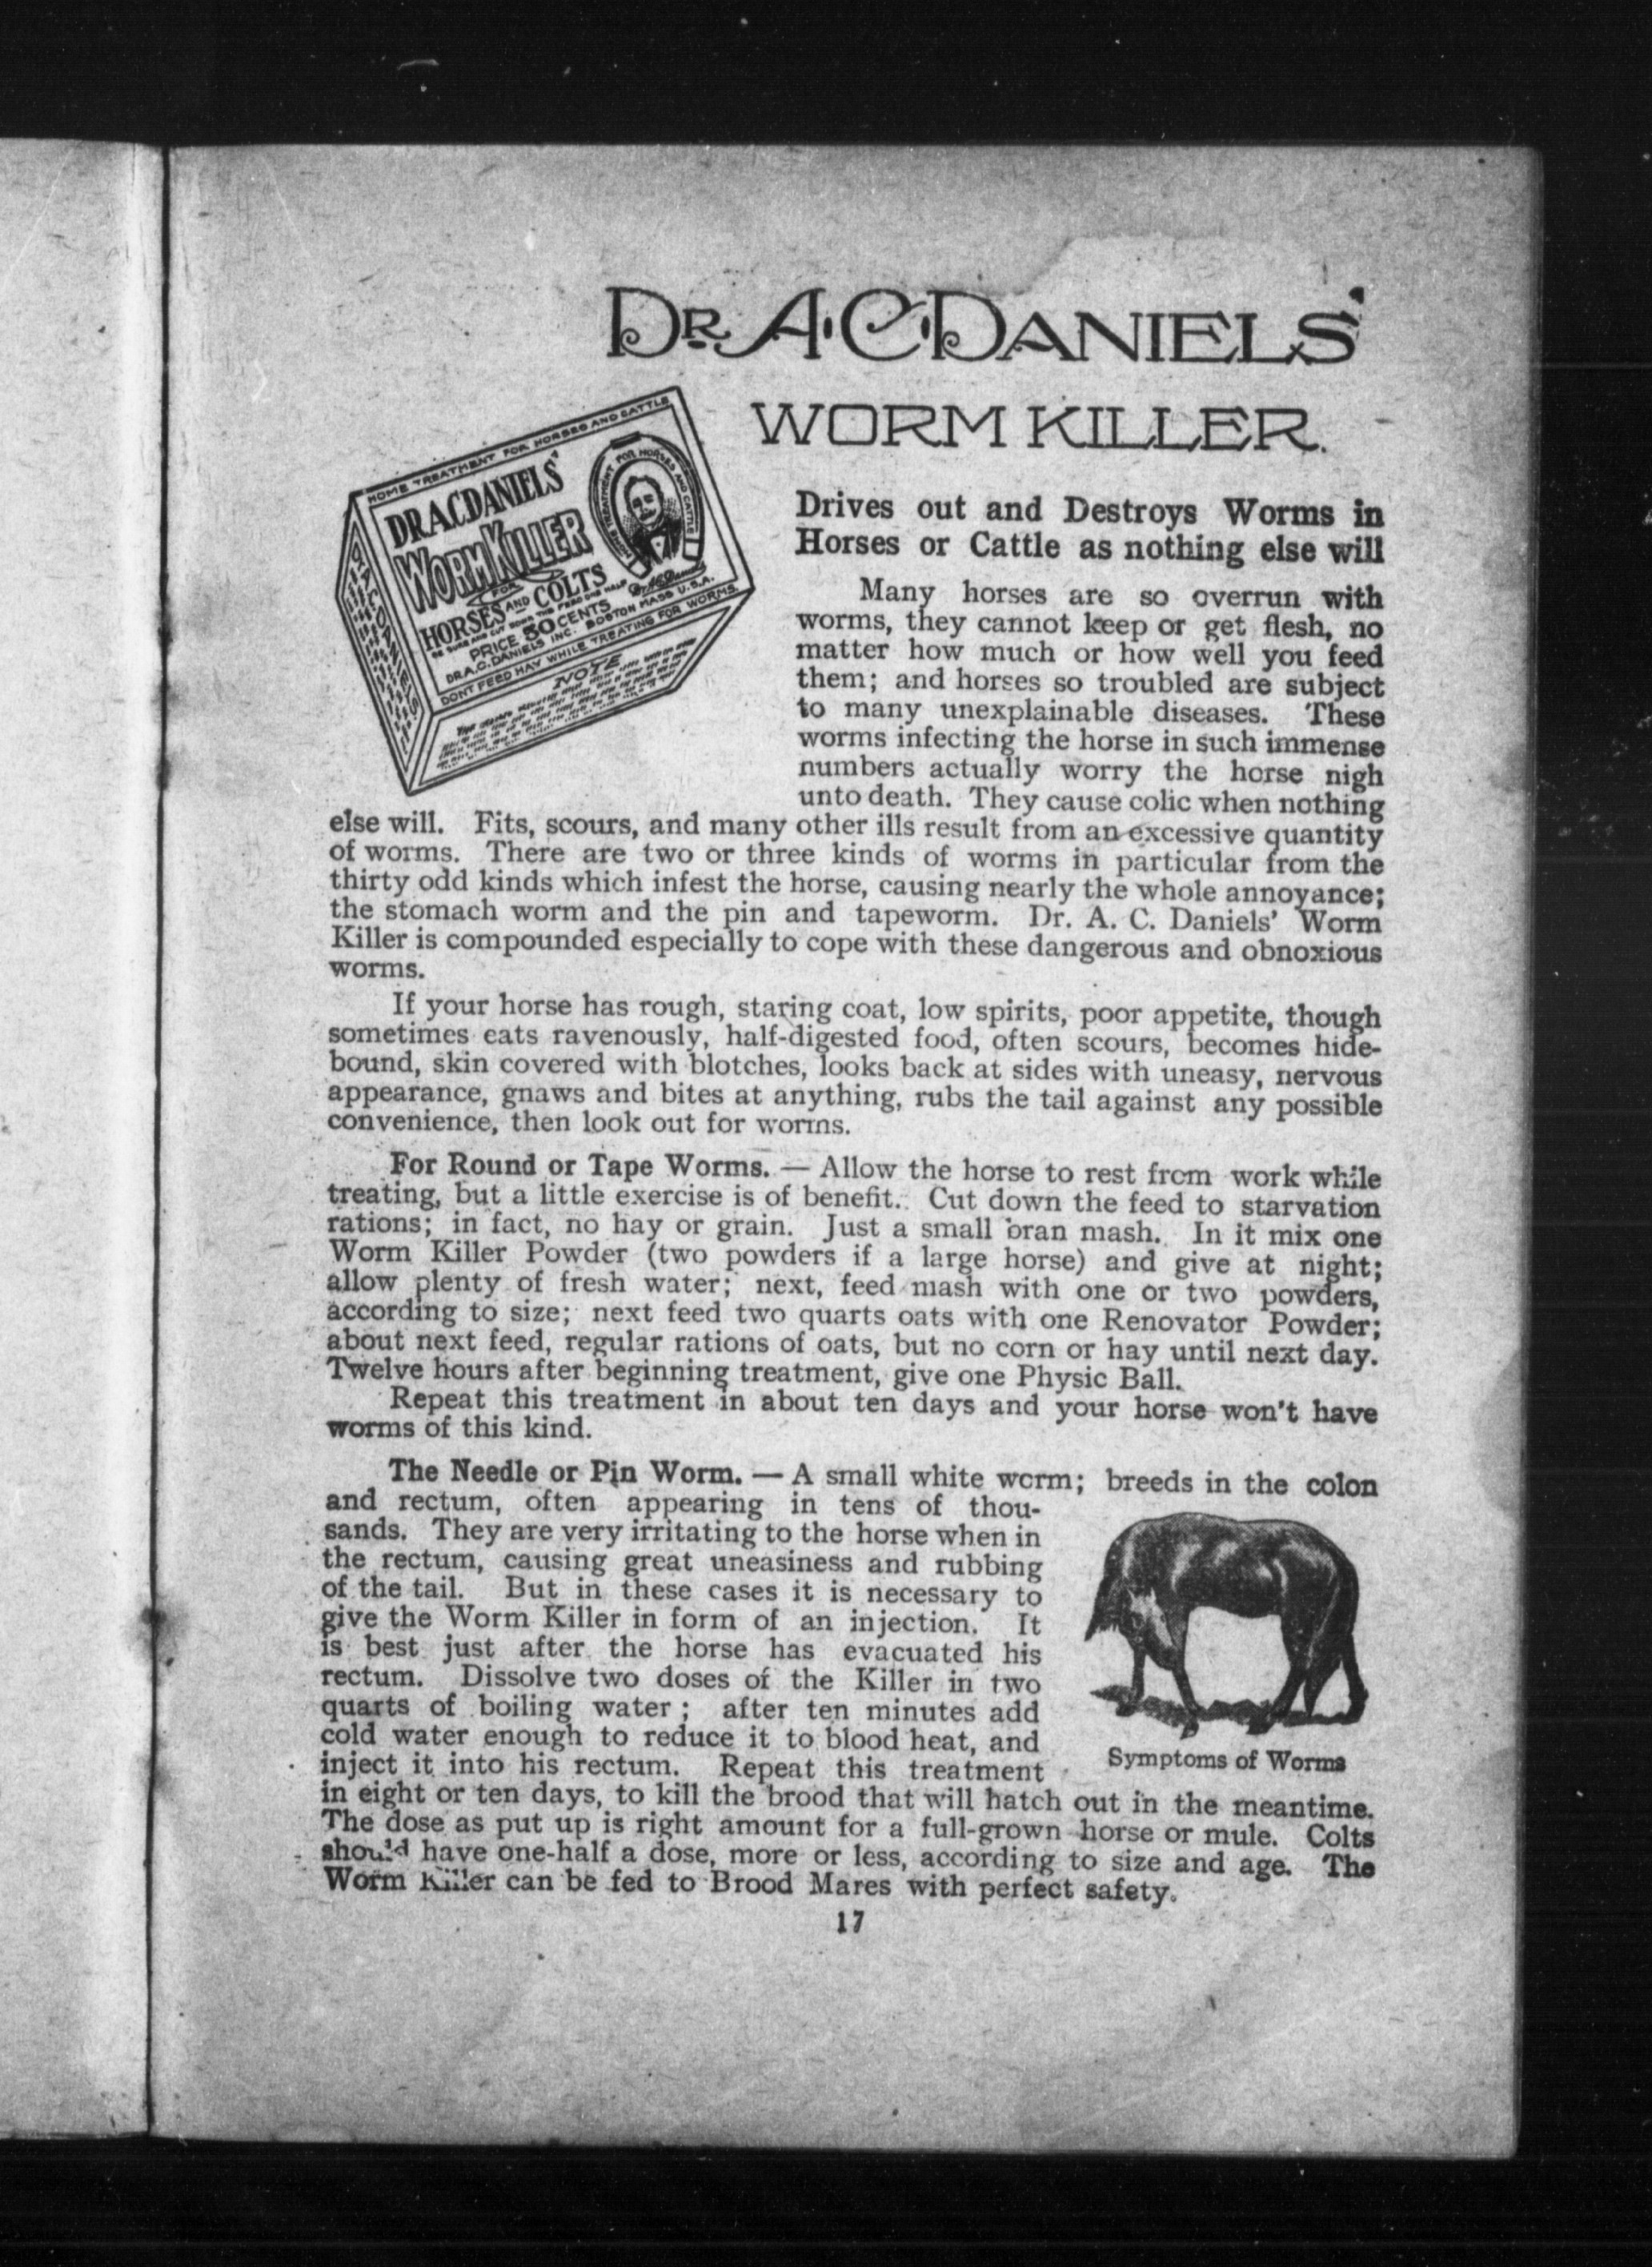 DR. A. C. DANIELS'
WORM KILLER.
HOME TREATMENT FOR HORSES AND CATTLE
DR A C DANIELS'
WORM KILLER
FOR
HORSES AND COLTS
PRICE 50 CENTS
DR. A. C. DANIELS INC. BOSTON MASS U.S.A.
DONT FEED HAY WHILE TREATING FOR WORMS
NOTE
HOME TREATMENT FOR HORSES AND CATTLE
DR A C DANIELS
Drives out and Destroys Worms in
Horses or Cattle as nothing else will
Many horses are so overrun with
worms, they cannot keep or get flesh, no
matter how much or how well you feed
them; and horses so troubled are subject
to many unexplainable diseases. These
worms infecting the horse in such immense
numbers actually worry the horse nigh
unto death. They cause colic when nothing
else will. Fits, scours, and many other ills result from an excessive quantity
of worms. There are two or three kinds of worms in particular from the
thirty odd kinds which infest the horse, causing nearly the whole annoyance;
the stomach worm and the pin and tapeworm. Dr. A. C. Daniels' Worm
Killer is compounded especially to cope with these dangerous and obnoxious
worms.
If your horse has rough, staring coat, low spirits, poor appetite, though
sometimes eats ravenously, half-digested food, often scours, becomes hide-
bound, skin covered with blotches, looks back at sides with uneasy, nervous
appearance, gnaws and bites at anything, rubs the tail against any possible
convenience, then look out for worms.
For Round or Tape Worms. — Allow the horse to rest from work while
treating, but a little exercise is of benefit. Cut down the feed to starvation
rations; in fact, no hay or grain. Just a small bran mash. In it mix one
Worm Killer Powder (two powders if a large horse) and give at night;
allow plenty of fresh water; next, feed mash with one or two powders,
according to size; next feed two quarts oats with one Renovator Powder;
about next feed, regular rations of oats, but no corn or hay until next day.
Twelve hours after beginning treatment, give one Physic Ball.
Repeat this treatment in about ten days and your horse won't have
worms of this kind.
The Needle or Pin Worm. — A small white worm; breeds in the colon
and rectum, often appearing in tens of thou-
sands. They are very irritating to the horse when in
the rectum, causing great uneasiness and rubbing
of the tail. But in these cases it is necessary to
give the Worm Killer in form of an injection. It
is best just after the horse has evacuated his
rectum. Dissolve two doses of the Killer in two
quarts of boiling water; after ten minutes add
cold water enough to reduce it to blood heat, and
inject it into his rectum. Repeat this treatment
Symptoms of Worms
in eight or ten days, to kill the brood that will hatch out in the meantime.
The dose as put up is right amount for a full-grown horse or mule. Colts
should have one-half a dose, more or less, according to size and age. The
Worm Killer can be fed to Brood Mares with perfect safety.
17